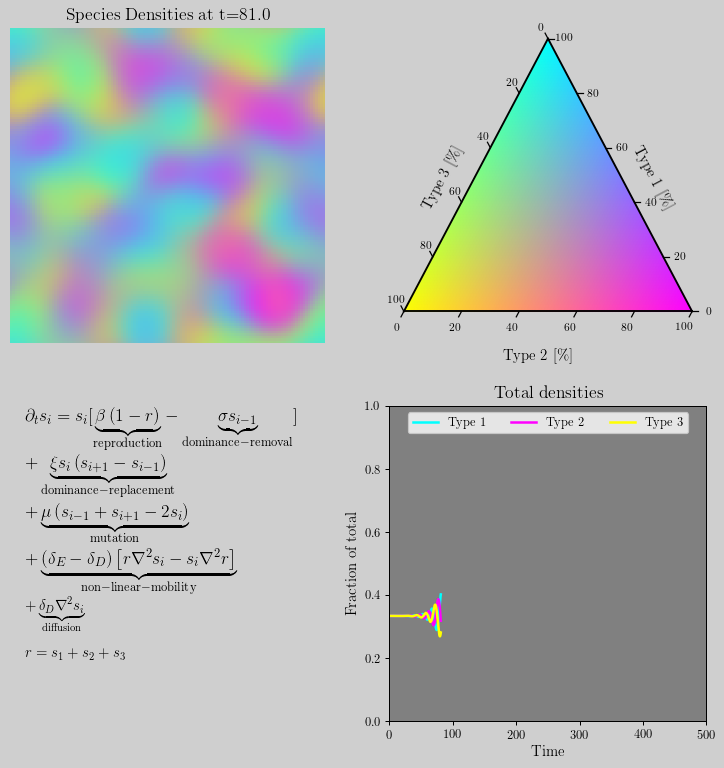 Species Densities at t=81.0
0
100
20
80
40
60
60
40
80
20
100
0
Type 3 [%]
Type 1 [%]
0
20
40
60
80
100
Type 2 [%]
∂ₜsᵢ = sᵢ[β(1 − r) − σsᵢ₋₁]
reproduction dominance−removal
+ ξsᵢ(sᵢ₊₁ − sᵢ₋₁)
dominance−replacement
+ μ(sᵢ₋₁ + sᵢ₊₁ − 2sᵢ)
mutation
+ (δ_E − δ_D)[r∇²sᵢ − sᵢ∇²r]
non−linear−mobility
+ δ_D∇²sᵢ
diffusion
r = s₁ + s₂ + s₃
Total densities
Type 1 Type 2 Type 3
1.0
0.8
0.6
0.4
0.2
0.0
Fraction of total
0 100 200 300 400 500
Time